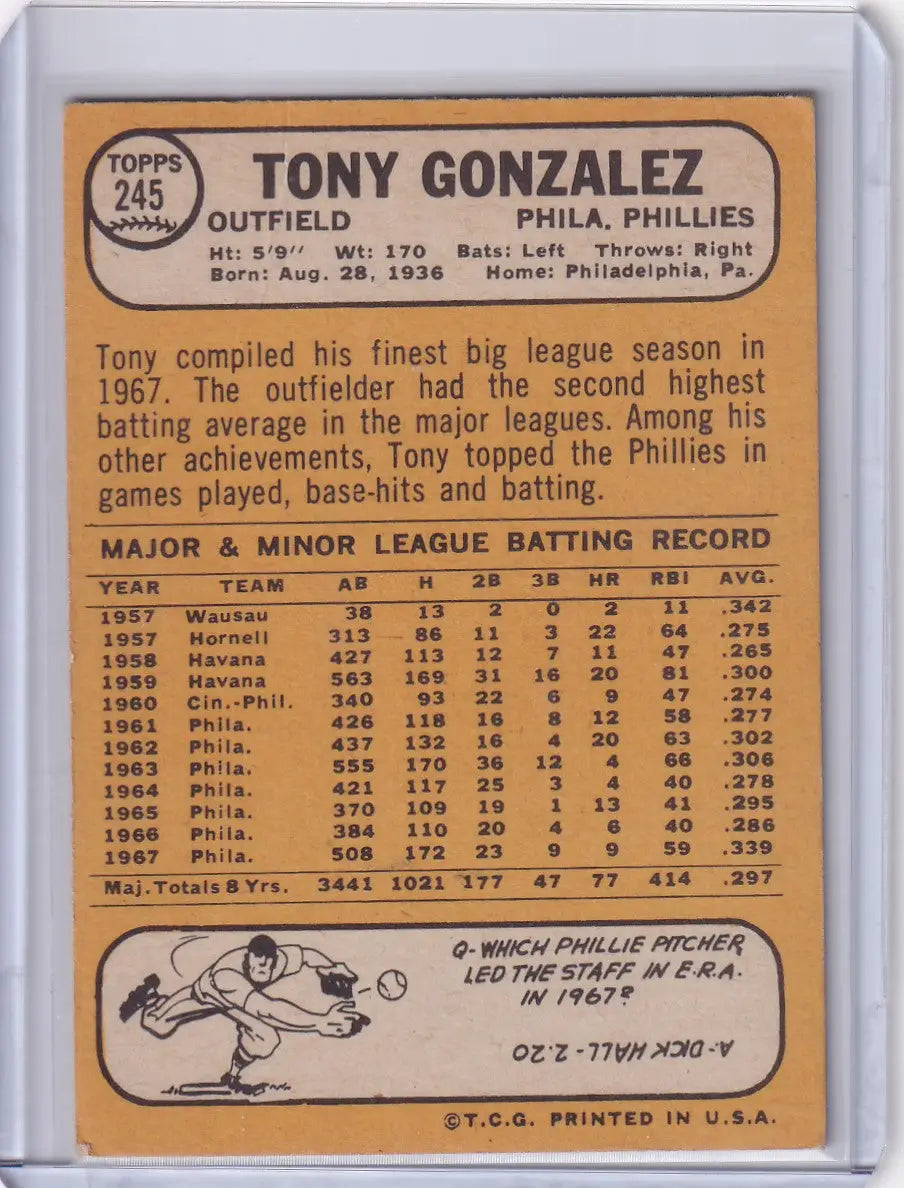 TOPPS
245
TONY GONZALEZ
OUTFIELD PHILA. PHILLIES
Ht: 5'9'' Wt: 170 Bats: Left Throws: Right
Born: Aug. 28, 1936 Home: Philadelphia, Pa.
Tony compiled his finest big league season in
1967. The outfielder had the second highest
batting average in the major leagues. Among his
other achievements, Tony topped the Phillies in
games played, base-hits and batting.
MAJOR & MINOR LEAGUE BATTING RECORD
YEAR TEAM AB H 2B 3B HR RBI AVG.
1957 Wausau 38 13 2 0 2 11 .342
1957 Hornell 313 86 11 3 22 64 .275
1958 Havana 427 113 12 7 11 47 .265
1959 Havana 563 169 31 16 20 81 .300
1960 Cin.-Phil. 340 93 22 6 9 47 .274
1961 Phila. 426 118 16 8 12 58 .277
1962 Phila. 437 132 16 4 20 63 .302
1963 Phila. 555 170 36 12 4 66 .306
1964 Phila. 421 117 25 3 4 40 .278
1965 Phila. 370 109 19 1 13 41 .295
1966 Phila. 384 110 20 4 6 40 .286
1967 Phila. 508 172 23 9 9 59 .339
Maj. Totals 8 Yrs. 3441 1021 177 47 77 414 .297
Q-WHICH PHILLIE PITCHER
LED THE STAFF IN E.R.A.
IN 1967?
A-DICK HALL-2.20
©T.C.G. PRINTED IN U.S.A.